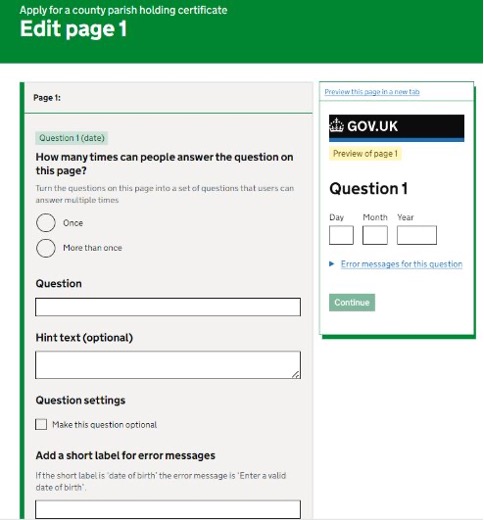 Apply for a county parish holding certificate
Edit page 1
Page 1:
Question 1 (date)
How many times can people answer the question on
this page?
Turn the questions on this page into a set of questions that users can
answer multiple times
Once
More than once
Question
Hint text (optional)
Question settings
Make this question optional
Add a short label for error messages
If the short label is 'date of birth' the error message is 'Enter a valid
date of birth'.
Preview this page in a new tab
GOV.UK
Preview of page 1
Question 1
Day Month Year
Error messages for this question
Continue